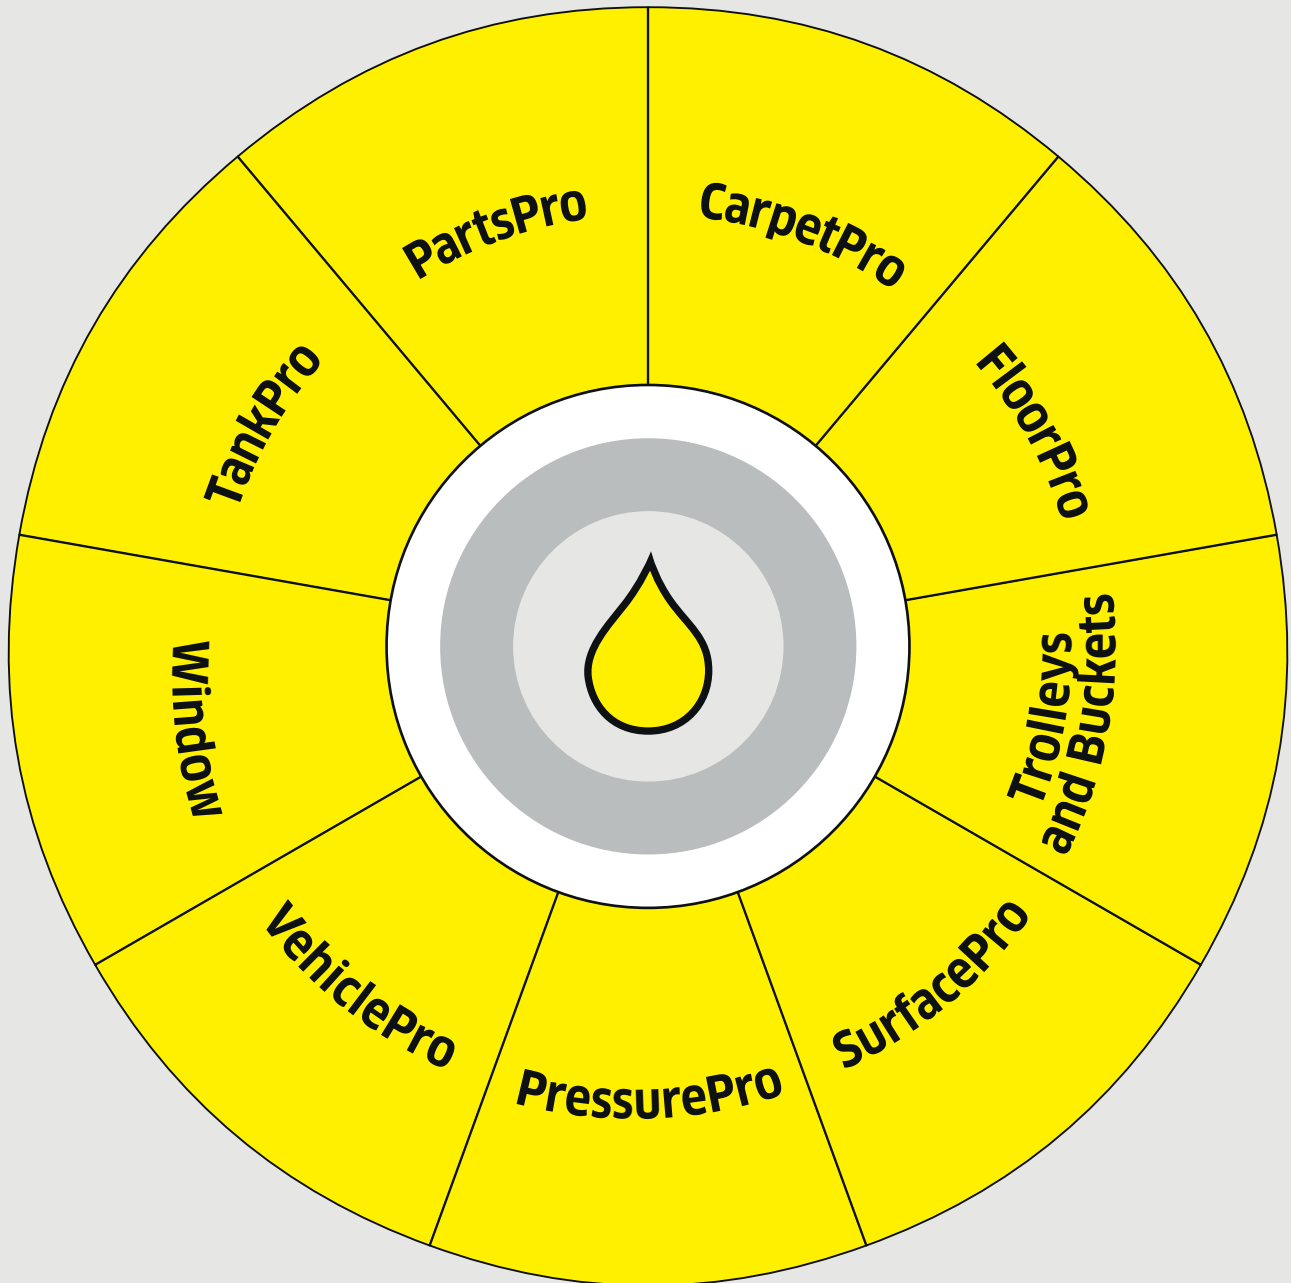 CarpetPro
FloorPro
Trolleys
and Buckets
SurfacePro
PressurePro
VehiclePro
Window
TankPro
PartsPro